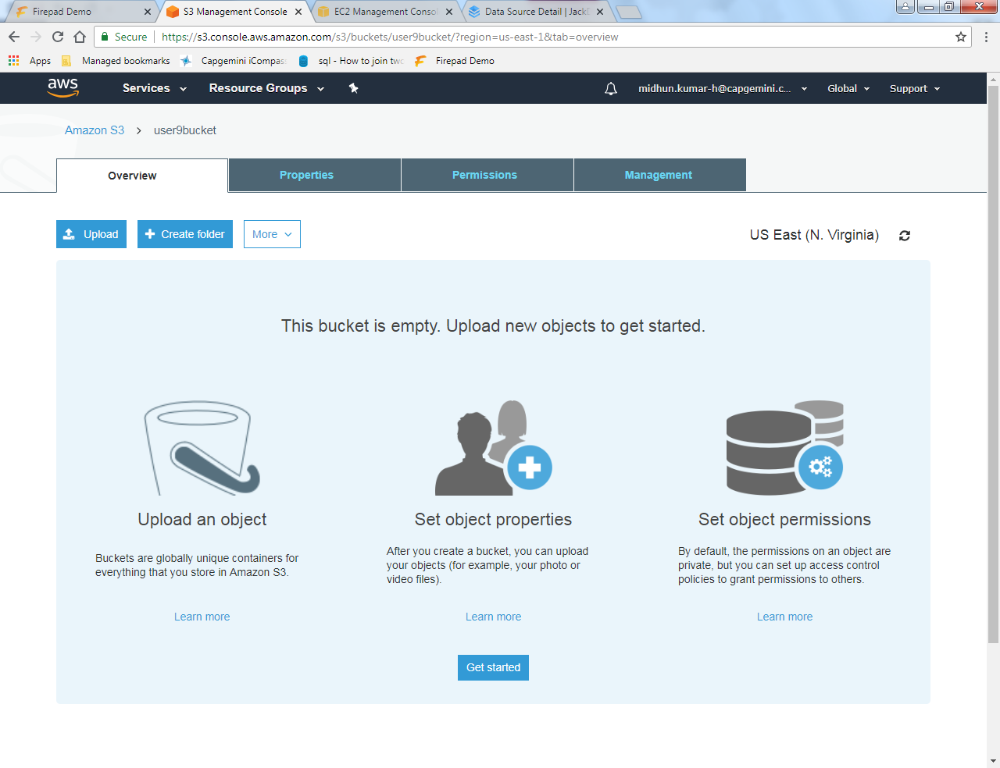 Firepad Demo
S3 Management Console
EC2 Management Conso
Data Source Detail | Jack
Secure
https://s3.console.aws.amazon.com/s3/buckets/user9bucket/?region=us-east-1&tab=overview
Apps
Managed bookmarks
Capgemini iCompas
sql - How to join two
Firepad Demo
aws
Services
Resource Groups
midhun.kumar-h@capgemini.c...
Global
Support
Amazon S3 > user9bucket
Overview
Properties
Permissions
Management
Upload
Create folder
More
US East (N. Virginia)
This bucket is empty. Upload new objects to get started.
Upload an object
Buckets are globally unique containers for
everything that you store in Amazon S3.
Learn more
Set object properties
After you create a bucket, you can upload
your objects (for example, your photo or
video files).
Learn more
Set object permissions
By default, the permissions on an object are
private, but you can set up access control
policies to grant permissions to others.
Learn more
Get started